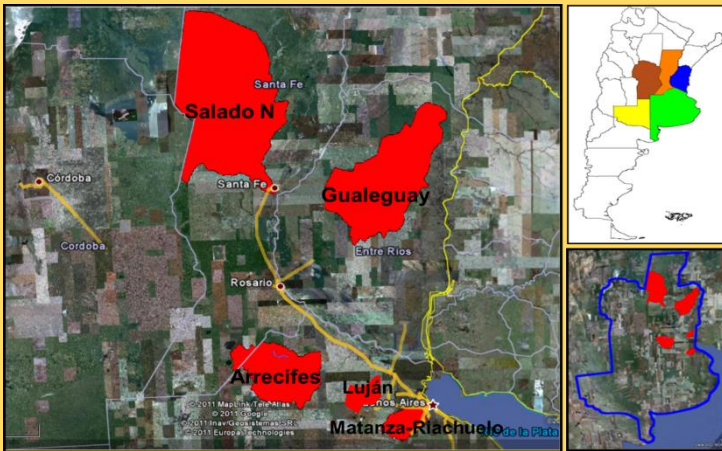 Santa Fe
Salado N
Córdoba
Santa Fe
Gualeguay
Cordoba
Entre Ríos
Rosario
Arrecifes
Luján
© 2011 MapLink Tele Atlas
© 2011 Google
Buenos Aires
© 2011 Inav/Geosistemas SRL
© 2011 Europa Technologies
Matanza-Riachuelo
de la Plata